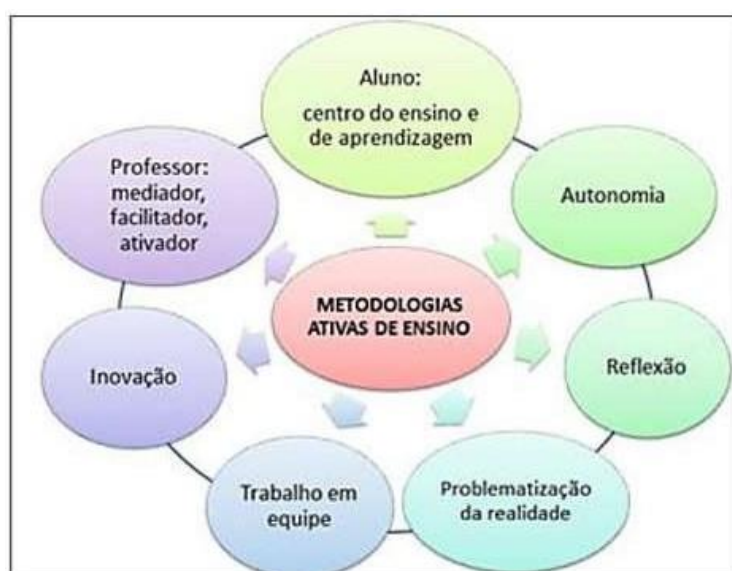 Aluno:
centro do ensino e
de aprendizagem
Autonomia
Reflexão
Problematização
da realidade
Trabalho em
equipe
Inovação
Professor:
mediador,
facilitador,
ativador
METODOLOGIAS
ATIVAS DE ENSINO